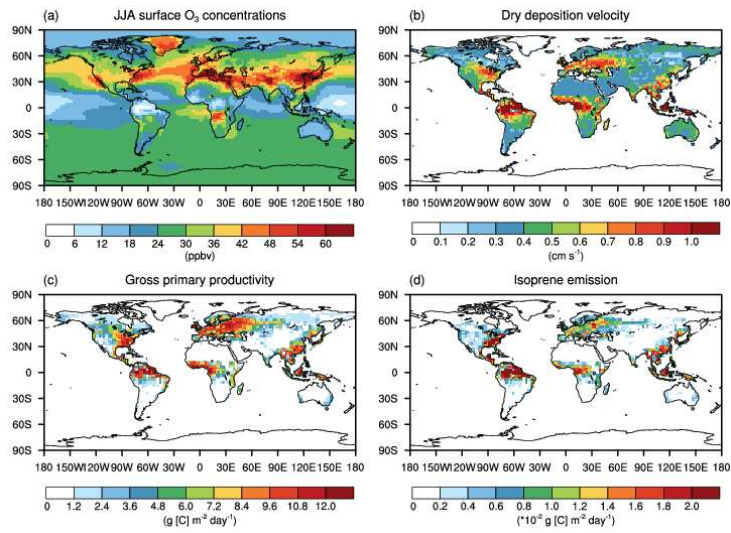 (a) JJA surface O₃ concentrations
90N
60N
30N
0
30S
60S
90S
180 150W120W 90W 60W 30W 0 30E 60E 90E 120E 150E 180
0 6 12 18 24 30 36 42 48 54 60
(ppbv)
(b) Dry deposition velocity
90N
60N
30N
0
30S
60S
90S
180 150W120W 90W 60W 30W 0 30E 60E 90E 120E 150E 180
0 0.1 0.2 0.3 0.4 0.5 0.6 0.7 0.8 0.9 1.0
(cm s⁻¹)
(c) Gross primary productivity
90N
60N
30N
0
30S
60S
90S
180 150W120W 90W 60W 30W 0 30E 60E 90E 120E 150E 180
0 1.2 2.4 3.6 4.8 6.0 7.2 8.4 9.6 10.8 12.0
(g [C] m⁻² day⁻¹)
(d) Isoprene emission
90N
60N
30N
0
30S
60S
90S
180 150W120W 90W 60W 30W 0 30E 60E 90E 120E 150E 180
0 0.2 0.4 0.6 0.8 1.0 1.2 1.4 1.6 1.8 2.0
(*10⁻² g [C] m⁻² day⁻¹)